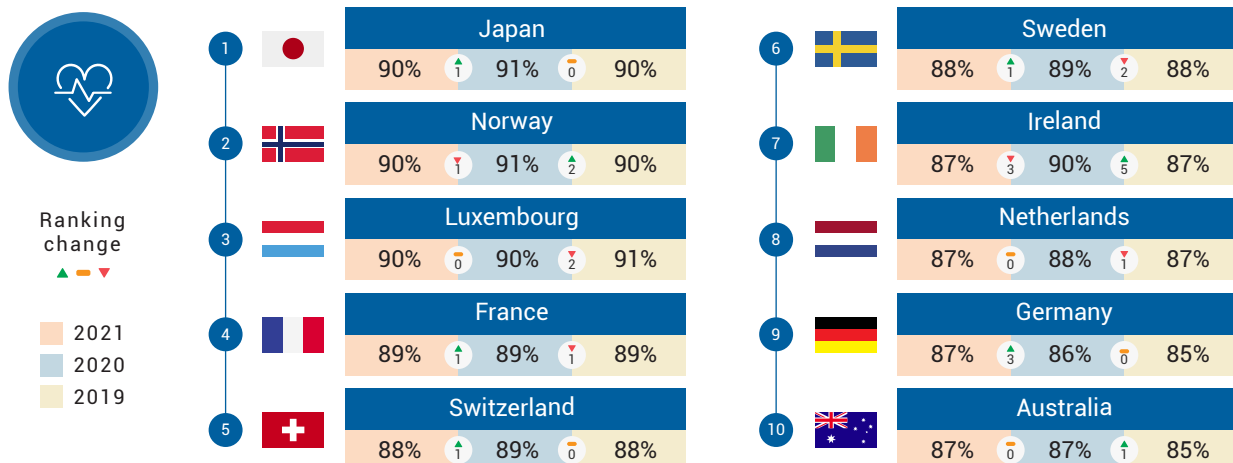 Ranking
change
2021
2020
2019
1
Japan
90% 1 91% 0 90%
2
Norway
90% 1 91% 2 90%
3
Luxembourg
90% 0 90% 2 91%
4
France
89% 1 89% 1 89%
5
Switzerland
88% 1 89% 0 88%
6
Sweden
88% 1 89% 2 88%
7
Ireland
87% 3 90% 5 87%
8
Netherlands
87% 0 88% 1 87%
9
Germany
87% 3 86% 0 85%
10
Australia
87% 0 87% 1 85%